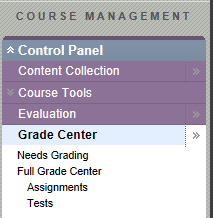 COURSE MANAGEMENT
Control Panel
Content Collection
Course Tools
Evaluation
Grade Center
Needs Grading
Full Grade Center
Assignments
Tests